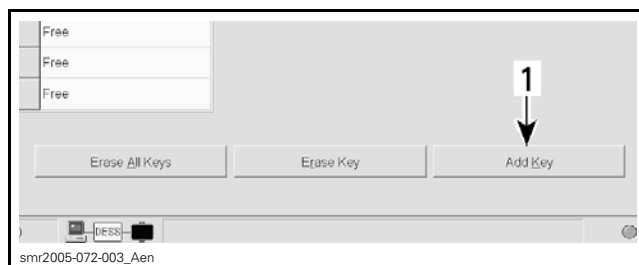 Free
Free
Free
1
Erase All Keys
Erase Key
Add Key
DESS
smr2005-072-003_Aen